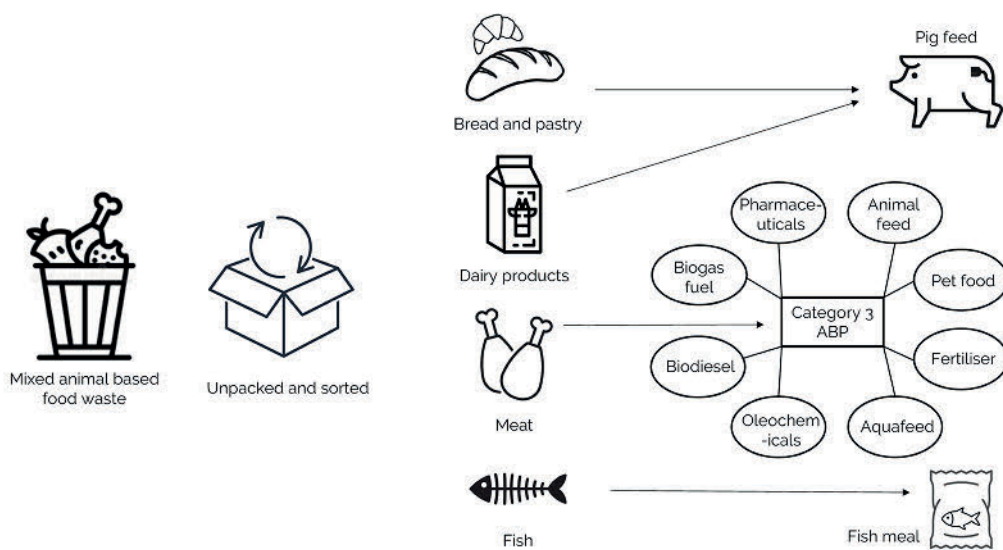 Mixed animal based
food waste
Unpacked and sorted
Bread and pastry
Dairy products
Meat
Fish
Pig feed
Pharmace-
uticals
Animal
feed
Biogas
fuel
Pet food
Category 3
ABP
Biodiesel
Fertiliser
Oleochem
-icals
Aquafeed
Fish meal